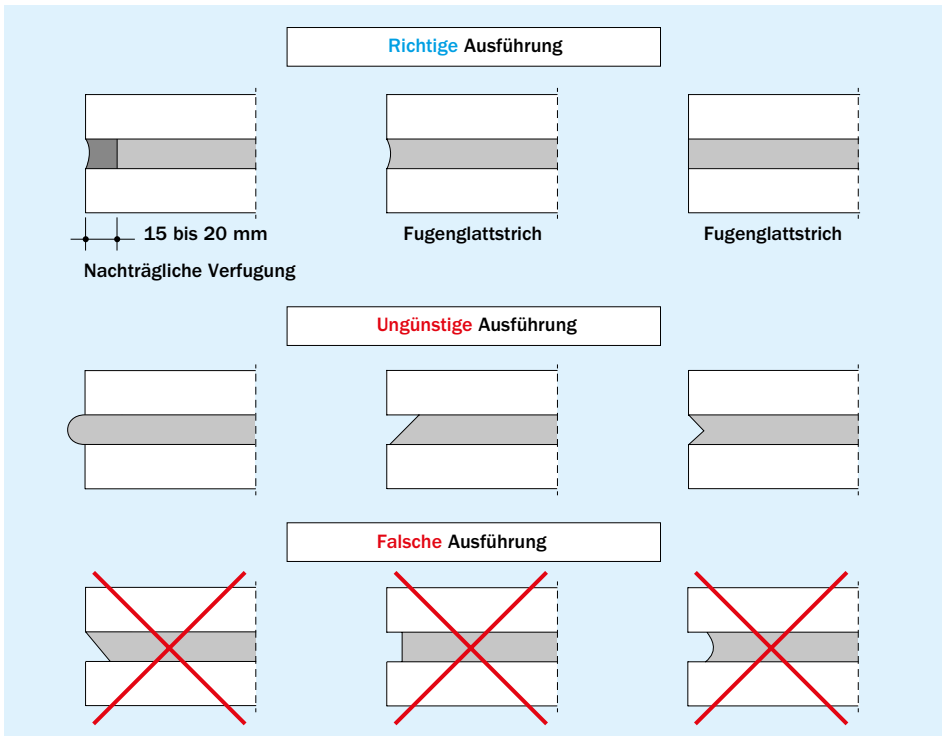 Richtige Ausführung
15 bis 20 mm
Nachträgliche Verfugung
Fugenglattstrich
Fugenglattstrich
Ungünstige Ausführung
Falsche Ausführung